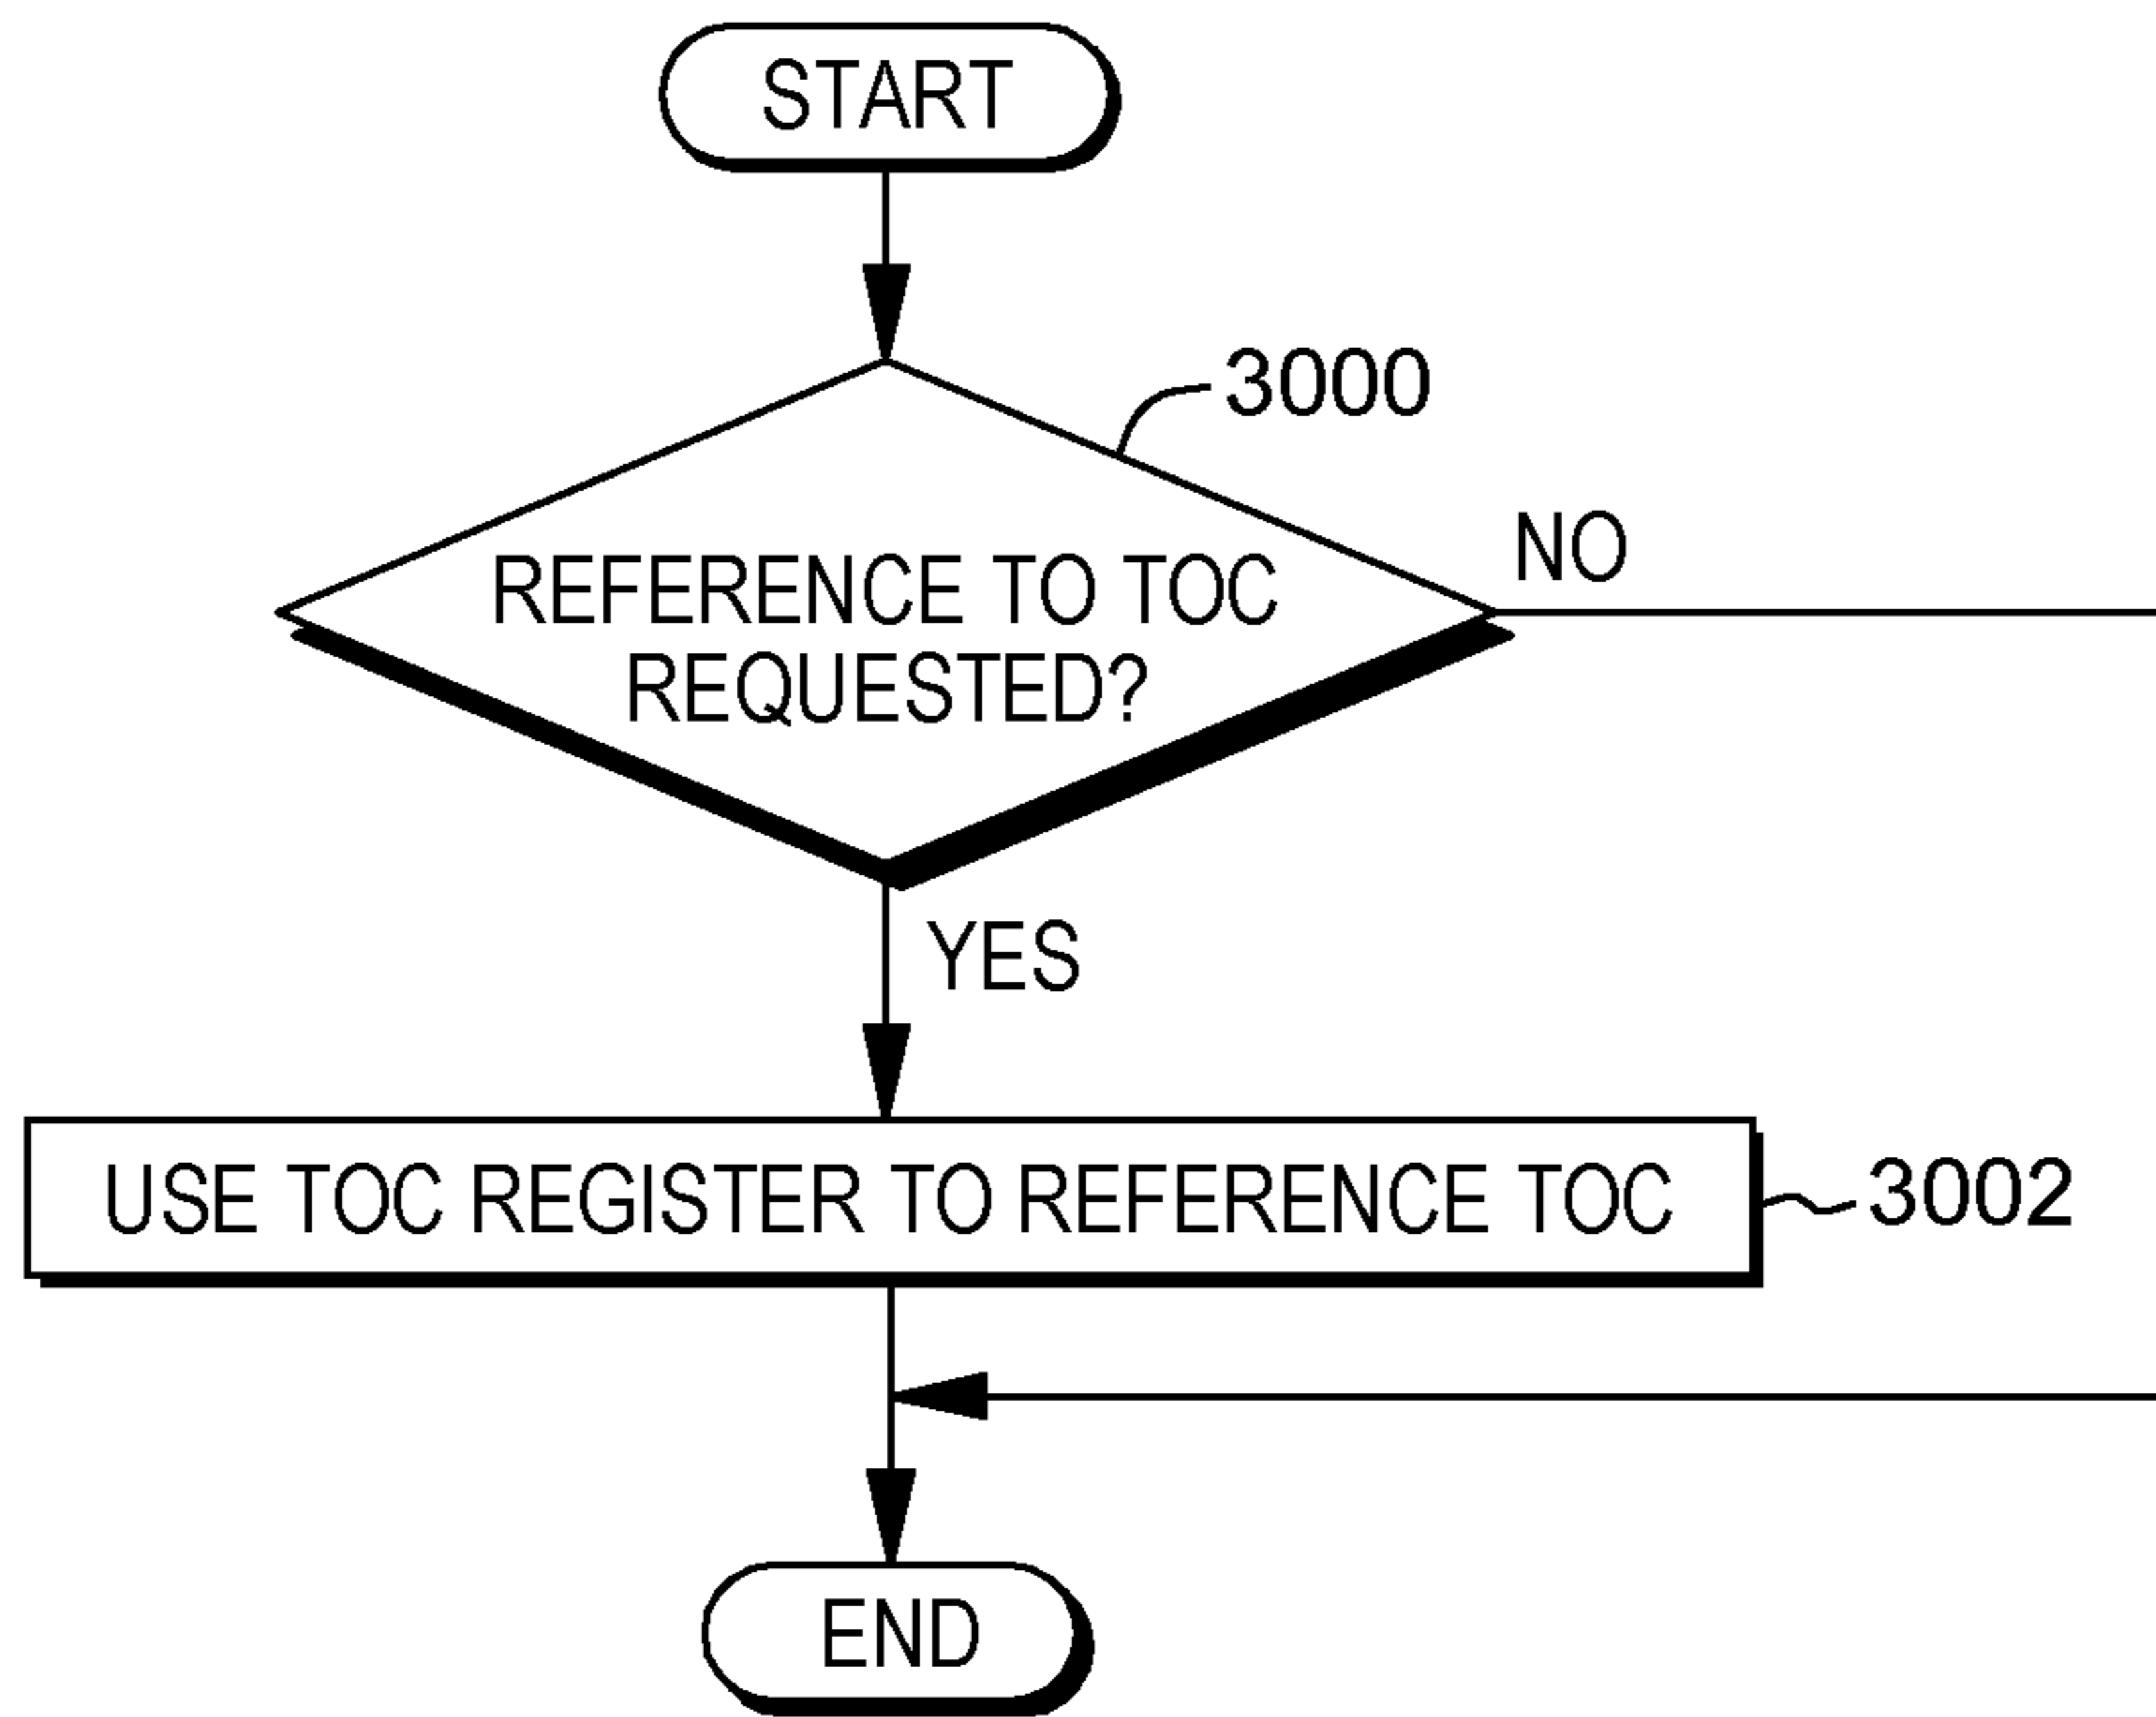 START
3000
NO
REFERENCE TO TOC
REQUESTED?
YES
USE TOC REGISTER TO REFERENCE TOC
3002
END